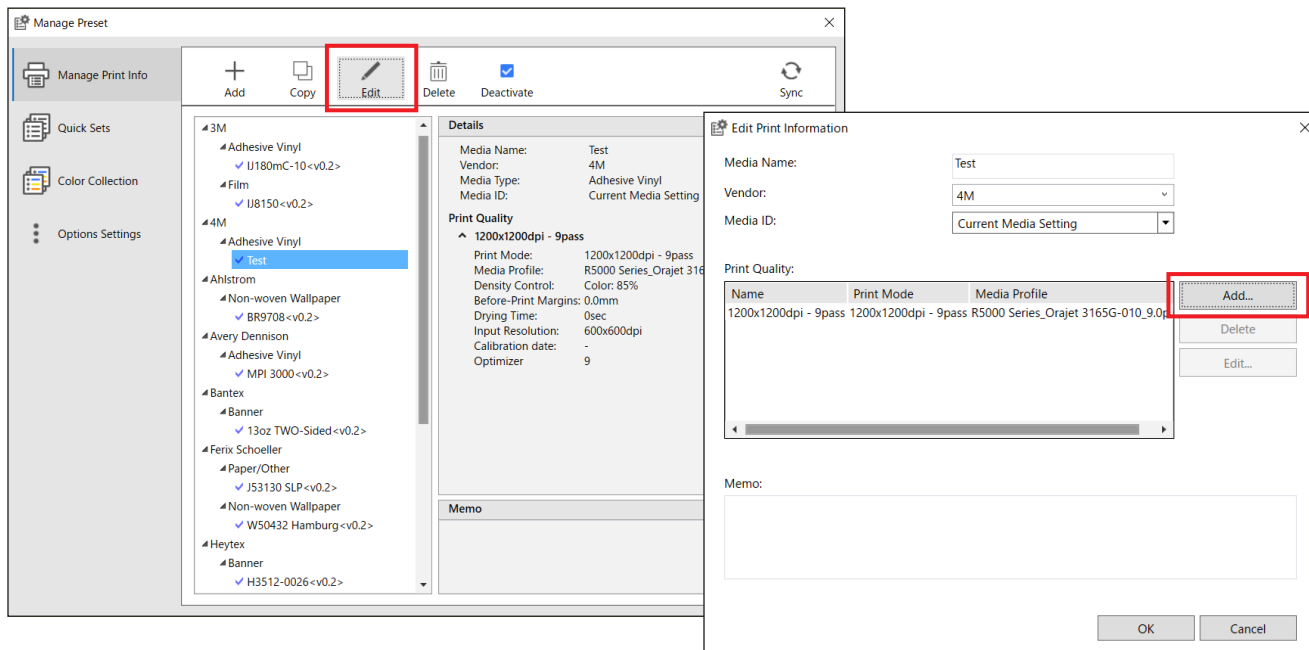 Manage Preset
Manage Print Info
Quick Sets
Color Collection
Options Settings
Add
Copy
Edit
Delete
Deactivate
Sync
3M
Adhesive Vinyl
IJ180mC-10<v0.2>
Film
IJ8150<v0.2>
4M
Adhesive Vinyl
Test
Ahlstrom
Non-woven Wallpaper
BR9708<v0.2>
Avery Dennison
Adhesive Vinyl
MPI 3000<v0.2>
Bantex
Banner
13oz TWO-Sided<v0.2>
Ferix Schoeller
Paper/Other
J53130 SLP<v0.2>
Non-woven Wallpaper
W50432 Hamburg<v0.2>
Heytex
Banner
H3512-0026<v0.2>
Details
Media Name: Test
Vendor: 4M
Media Type: Adhesive Vinyl
Media ID: Current Media Setting
Print Quality
1200x1200dpi - 9pass
Print Mode: 1200x1200dpi - 9pass
Media Profile: R5000 Series_Orajet 316
Density Control: Color: 85%
Before-Print Margins: 0.0mm
Drying Time: 0sec
Input Resolution: 600x600dpi
Calibration date: -
Optimizer 9
Memo
Edit Print Information
Media Name: Test
Vendor: 4M
Media ID: Current Media Setting
Print Quality:
Name Print Mode Media Profile
1200x1200dpi - 9pass 1200x1200dpi - 9pass R5000 Series_Orajet 3165G-010_9.0p
Add...
Delete
Edit...
Memo:
OK Cancel